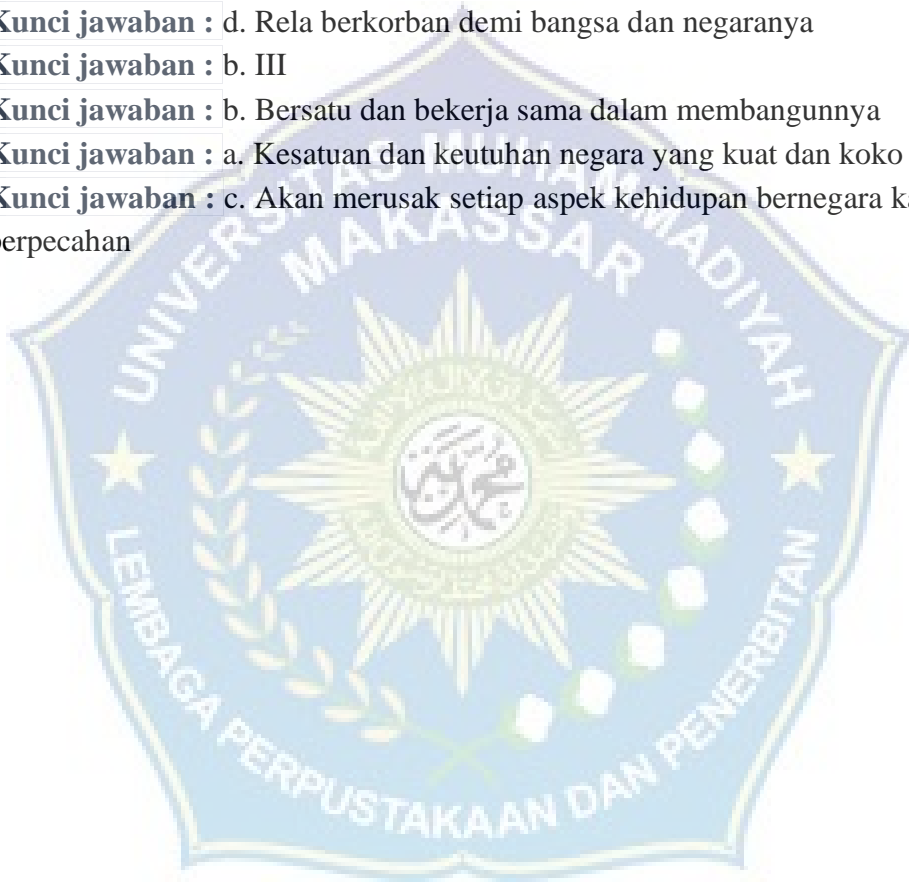 Kunci jawaban : d. Rela berkorban demi bangsa dan negaranya
Kunci jawaban : b. III
Kunci jawaban : b. Bersatu dan bekerja sama dalam membangunnya
Kunci jawaban : a. Kesatuan dan keutuhan negara yang kuat dan koko
Kunci jawaban : c. Akan merusak setiap aspek kehidupan bernegara
perpecahan
UNIVERSITAS MUHAMMADIYAH
MAKASSAR
محمدية
LEMBAGA PERPUSTAKAAN DAN PENERBITAN